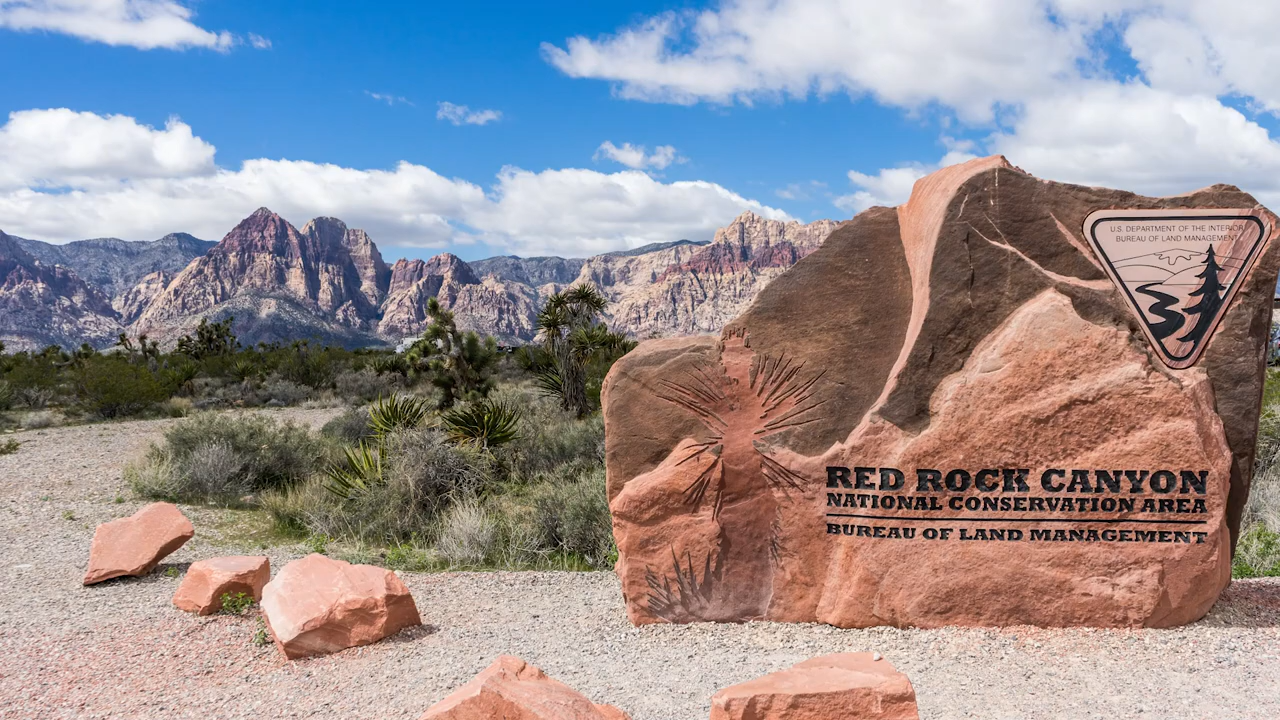 U.S. DEPARTMENT OF THE INTERIOR
BUREAU OF LAND MANAGEMENT
RED ROCK CANYON
NATIONAL CONSERVATION AREA
BUREAU OF LAND MANAGEMENT